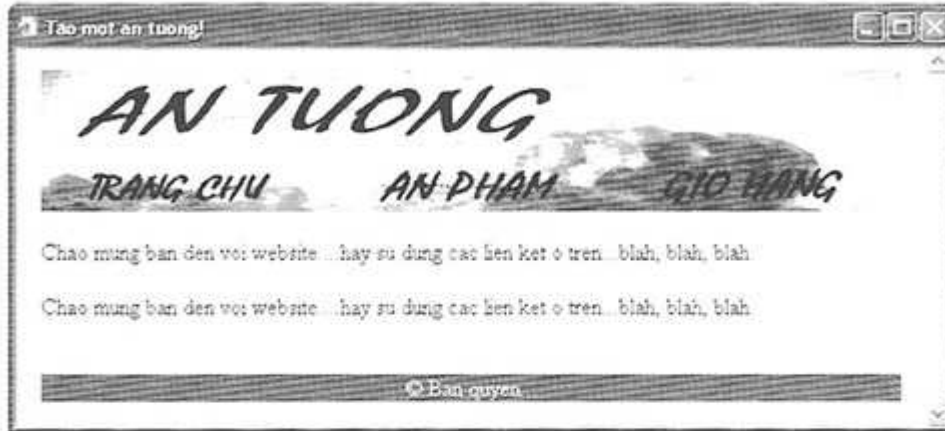 Tao mot an tuong!
AN TUONG
TRANG CHU AN PHAM GIO HANG
Chao mung ban den voi website ... hay su dung cac lien ket o tren...blah, blah, blah
Chao mung ban den voi website ... hay su dung cac lien ket o tren...blah, blah, blah
© Ban quyen...